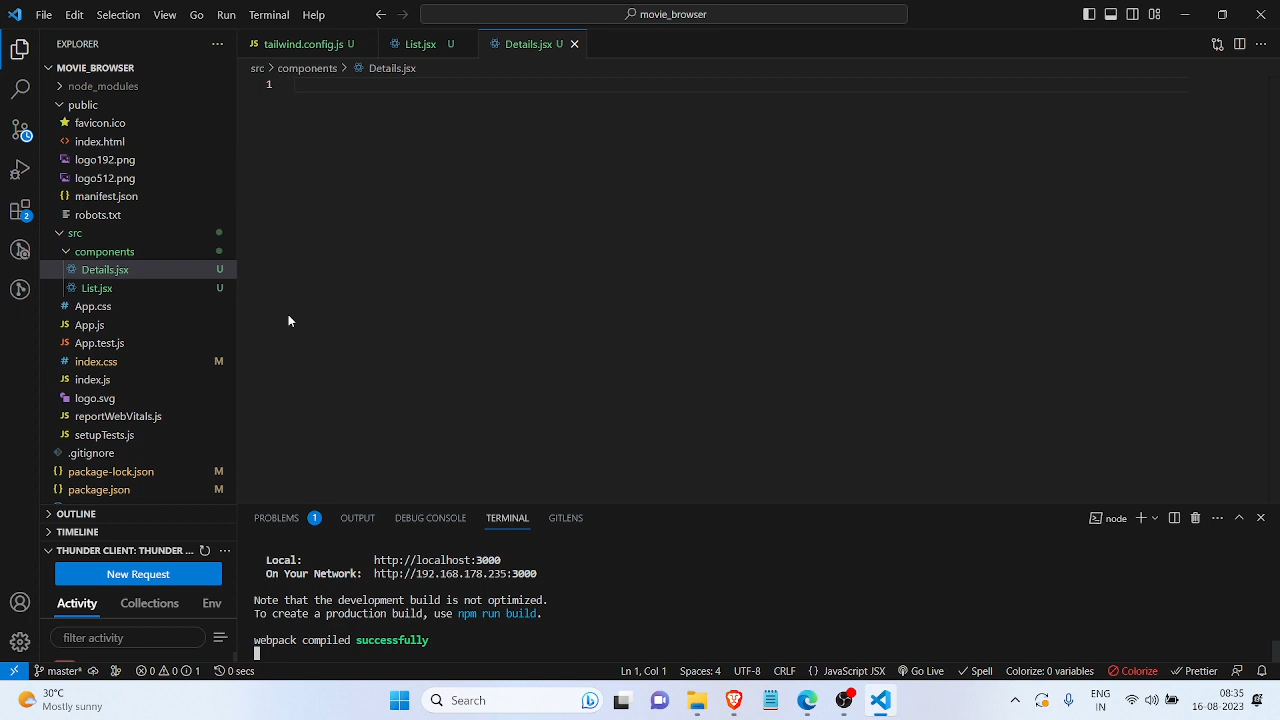 File Edit Selection View Go Run Terminal Help movie_browser
EXPLORER
tailwind.config.js U List.jsx U Details.jsx U
src > components > Details.jsx
1
MOVIE_BROWSER
node_modules
public
favicon.ico
index.html
logo192.png
logo512.png
manifest.json
robots.txt
src
components
Details.jsx U
List.jsx U
App.css
App.js
App.test.js
index.css M
index.js
logo.svg
reportWebVitals.js
setupTests.js
.gitignore
package-lock.json M
package.json M
OUTLINE
TIMELINE
THUNDER CLIENT: THUNDER ...
New Request
Activity Collections Env
filter activity
2
PROBLEMS 1 OUTPUT DEBUG CONSOLE TERMINAL GITLENS
node
Local: http://localhost:3000
On Your Network: http://192.168.178.235:3000
Note that the development build is not optimized.
To create a production build, use npm run build.
webpack compiled successfully
master* 0 0 1 0 secs Ln 1, Col 1 Spaces: 4 UTF-8 CRLF {} JavaScript JSX Go Live Spell Colorize: 0 variables Colorize Prettier
30°C
Mostly sunny
Search
ENG
IN
08:35
16-08-2023